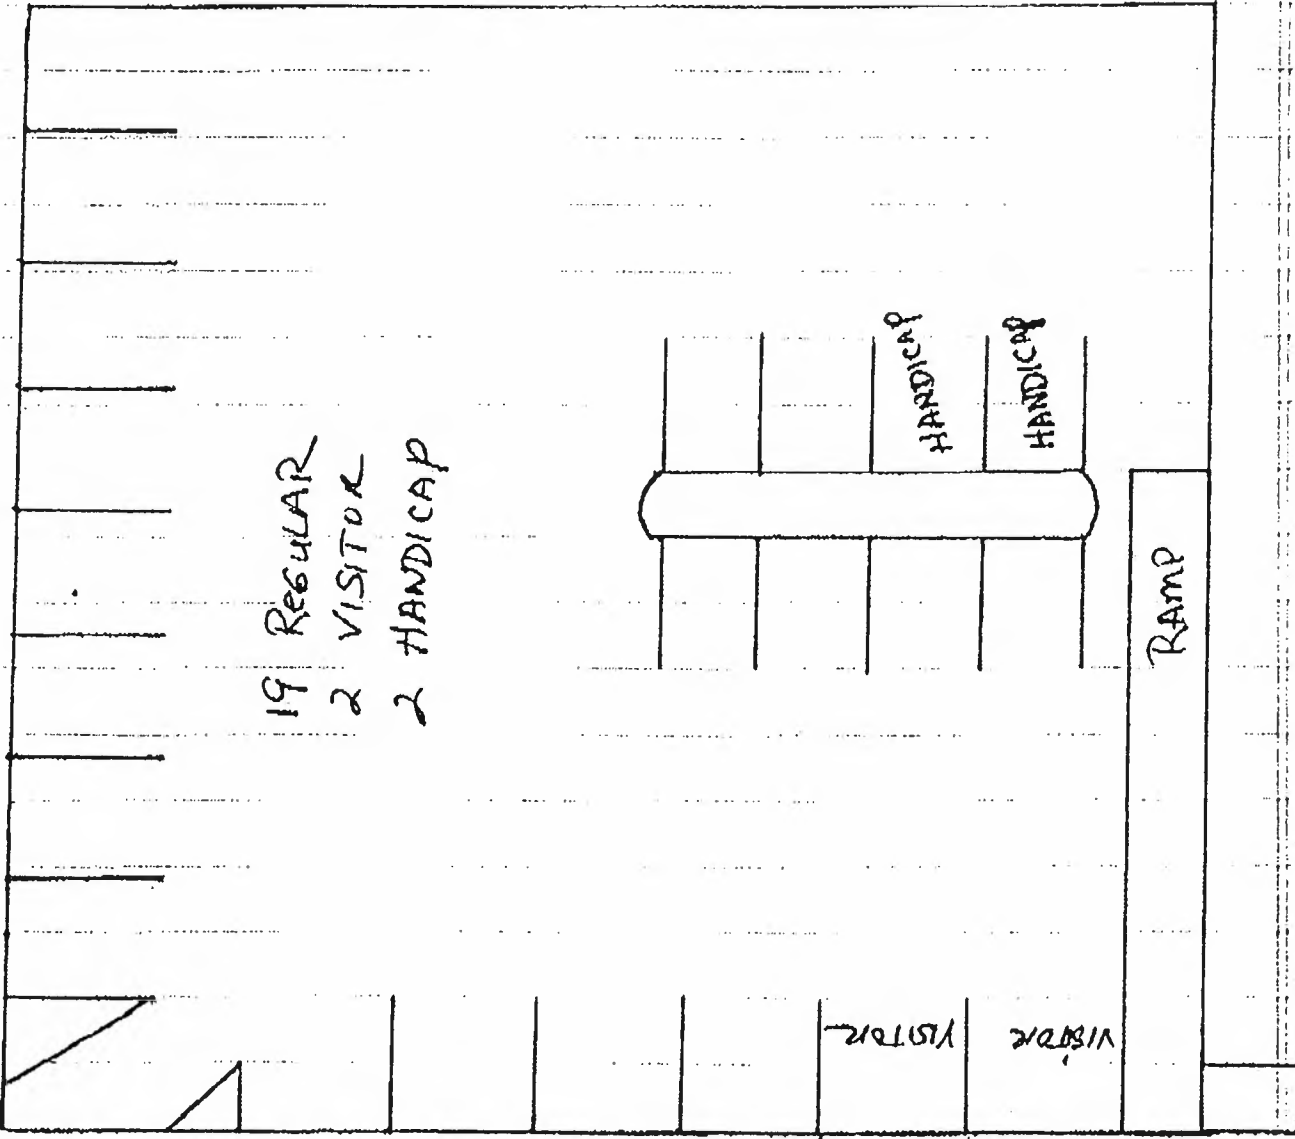 19 REGULAR
2 VISITOR
2 HANDICAP
HANDICAP
HANDICAP
RAMP
VISITOR
VISITOR